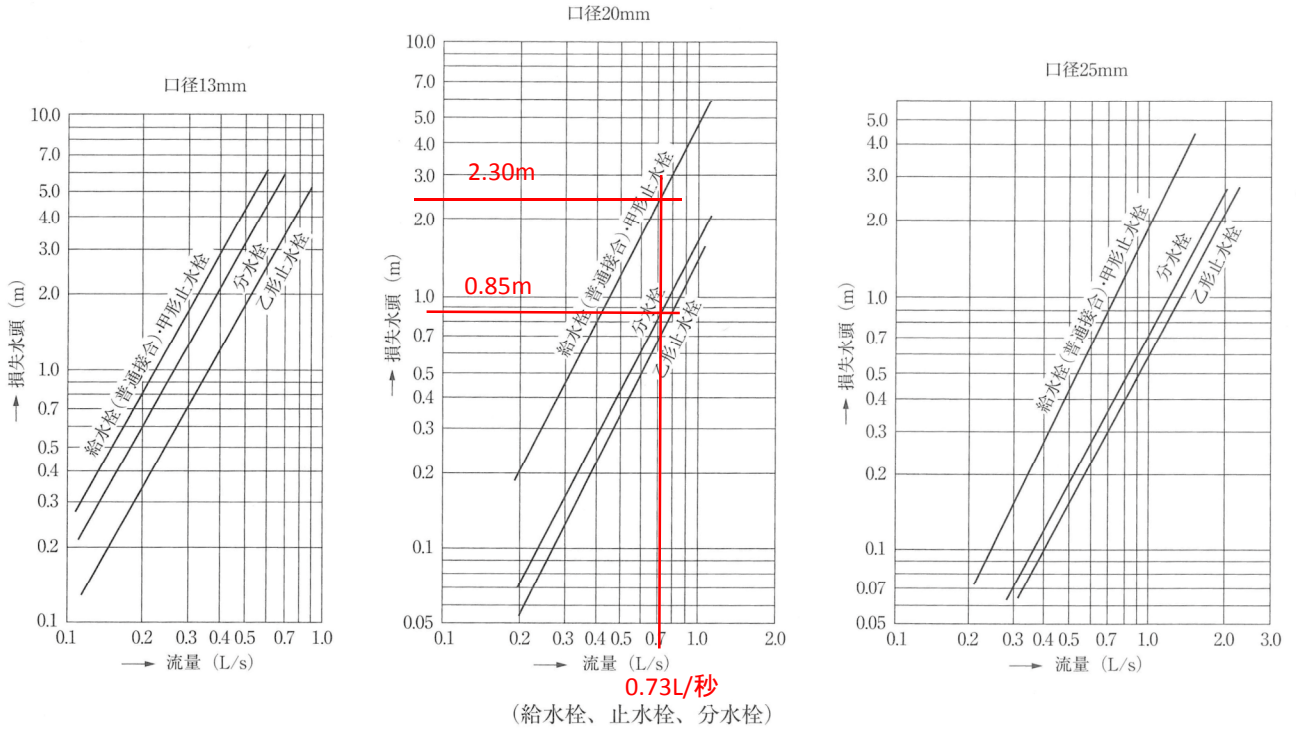 口径13mm
10.0
7.0
5.0
4.0
3.0
2.0
1.0
0.7
0.5
0.4
0.3
0.2
0.1
→ 損失水頭 (m)
給水栓(普通接合)・甲形止水栓
分水栓
乙形止水栓
0.1 0.2 0.3 0.4 0.5 0.7 1.0
→ 流量 (L/s)
口径20mm
10.0
7.0
5.0
4.0
3.0
2.0
1.0
0.7
0.5
0.4
0.3
0.2
0.1
0.05
→ 損失水頭 (m)
2.30m
0.85m
給水栓(普通接合)・甲形止水栓
分水栓
乙形止水栓
0.1 0.2 0.3 0.4 0.5 0.7 1.0 2.0
→ 流量 (L/s)
0.73L/秒
口径25mm
5.0
4.0
3.0
2.0
1.0
0.7
0.5
0.4
0.3
0.2
0.1
0.07
0.05
→ 損失水頭 (m)
給水栓(普通接合)・甲形止水栓
分水栓
乙形止水栓
0.1 0.2 0.3 0.4 0.5 0.7 1.0 2.0 3.0
→ 流量 (L/s)
(給水栓、止水栓、分水栓)